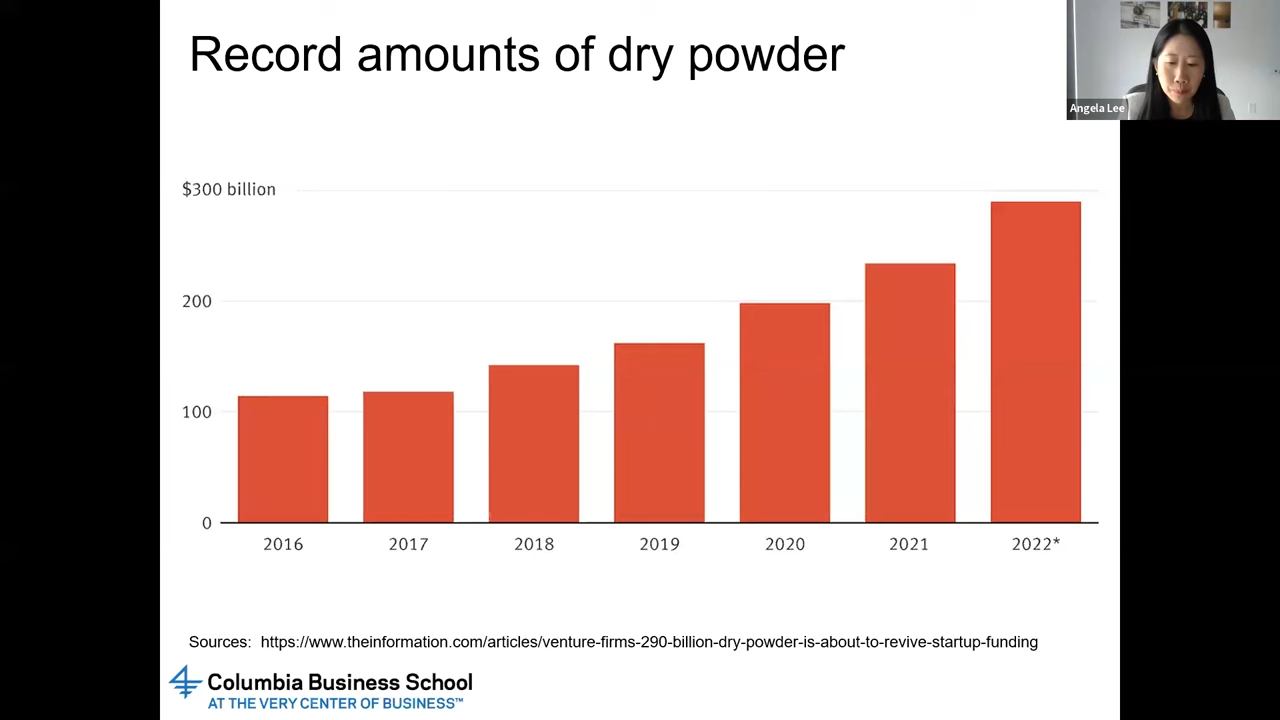 Record amounts of dry powder
Angela Lee
$300 billion
200
100
0
2016 2017 2018 2019 2020 2021 2022*
Sources: https://www.theinformation.com/articles/venture-firms-290-billion-dry-powder-is-about-to-revive-startup-funding
Columbia Business School
AT THE VERY CENTER OF BUSINESS™